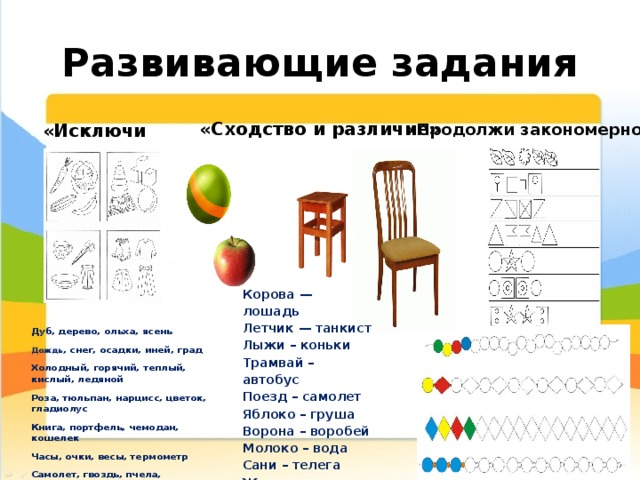 Развивающие задания
«Исключи
«Сходство и различие»
«Продолжи закономерно
Дуб, дерево, ольха, ясень
Дождь, снег, осадки, иней, град
Холодный, горячий, теплый,
кислый, ледяной
Роза, тюльпан, нарцисс, цветок,
гладиолус
Книга, портфель, чемодан,
кошелек
Часы, очки, весы, термометр
Самолет, гвоздь, пчела,
Корова —
лошадь
Летчик — танкист
Лыжи – коньки
Трамвай –
автобус
Поезд – самолет
Яблоко – груша
Ворона – воробей
Молоко – вода
Сани – телега